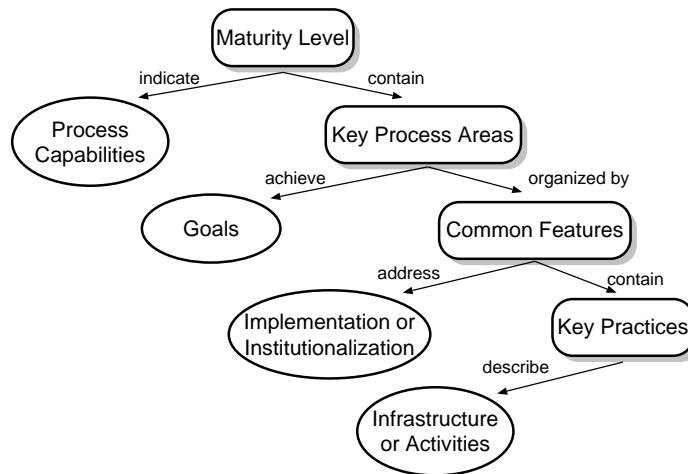 Maturity Level
indicate
contain
Process
Capabilities
Key Process Areas
achieve
organized by
Goals
Common Features
address
contain
Implementation or
Institutionalization
Key Practices
describe
Infrastructure
or Activities